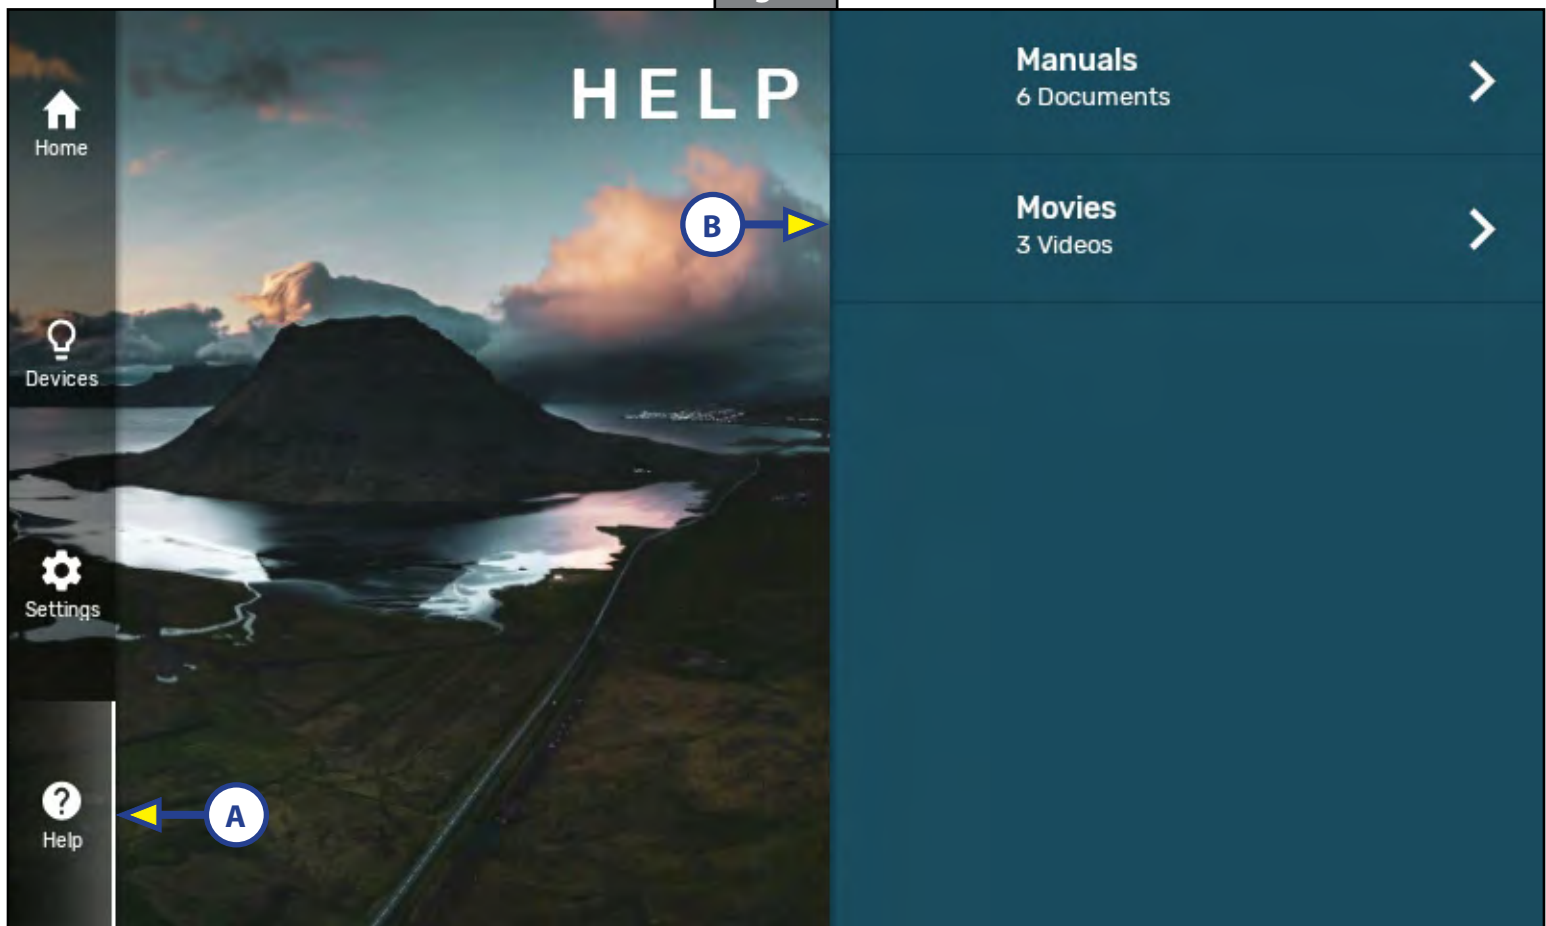 HELP
Home
Devices
Settings
Help
A
B
Manuals
6 Documents
Movies
3 Videos